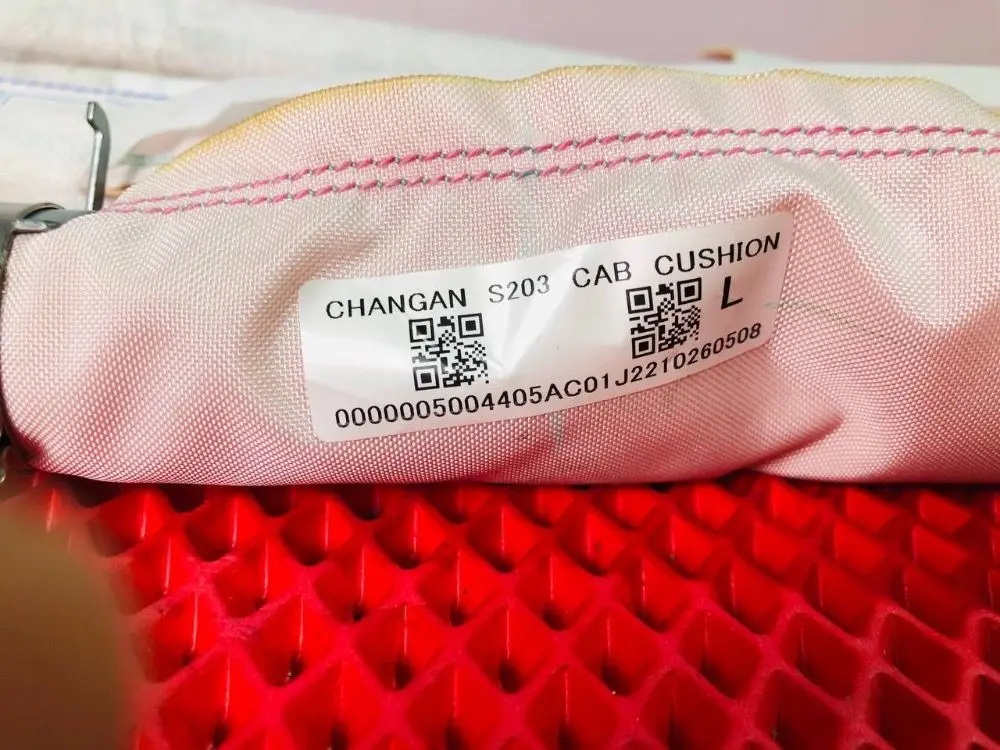 CHANGAN S203 CAB CUSHION
L
0000005004405AC01J2210260508